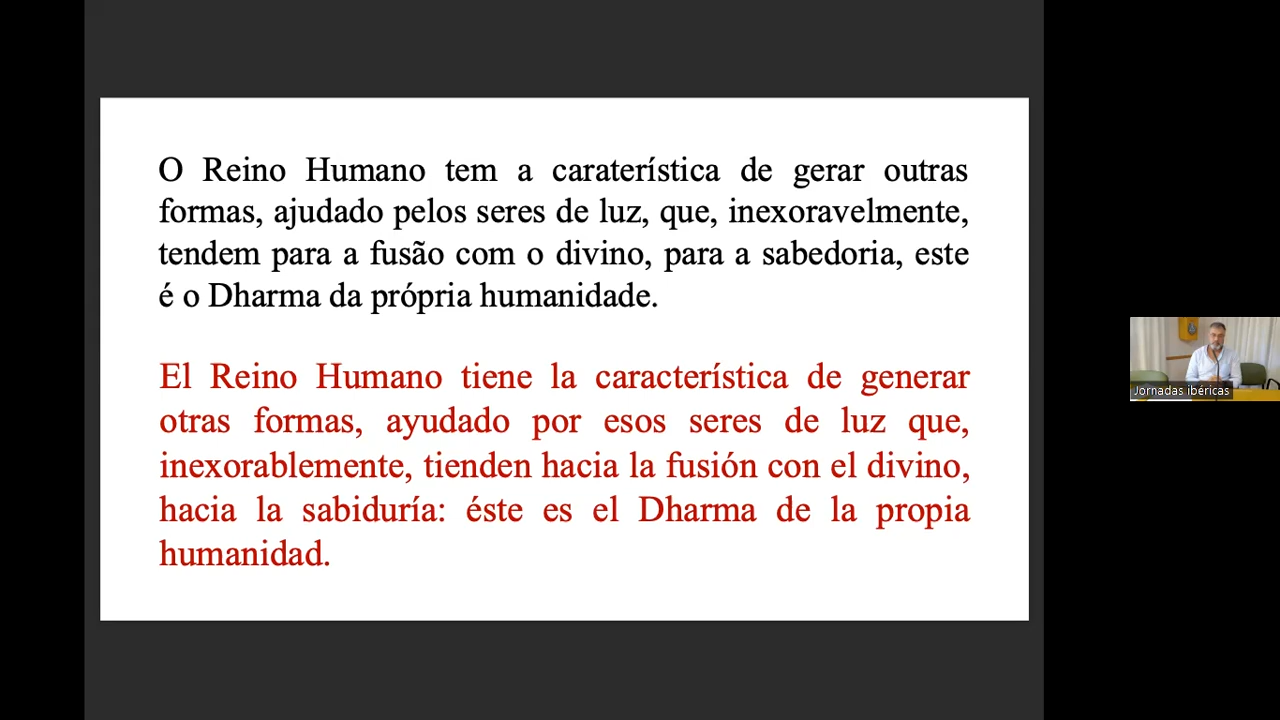 O Reino Humano tem a caraterística de gerar outras
formas, ajudado pelos seres de luz, que, inexoravelmente,
tendem para a fusão com o divino, para a sabedoria, este
é o Dharma da própria humanidade.
El Reino Humano tiene la característica de generar
otras formas, ayudado por esos seres de luz que,
inexorablemente, tienden hacia la fusión con el divino,
hacia la sabiduría: éste es el Dharma de la propia
humanidad.
Jornadas ibéricas